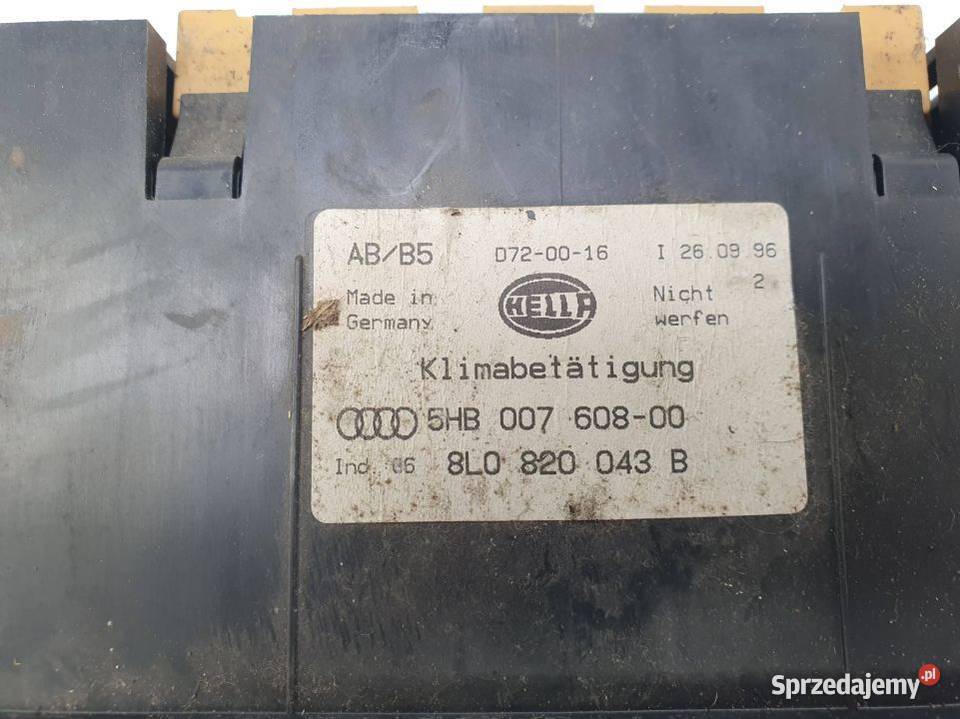 AB/B5 D72-00-16 I 26.09.96
2
Made in Germany
HELLA
Nicht werfen
Klimabetätigung
5HB 007 608-00
Ind. 06 8L0 820 043 B
Sprzedajemy.pl